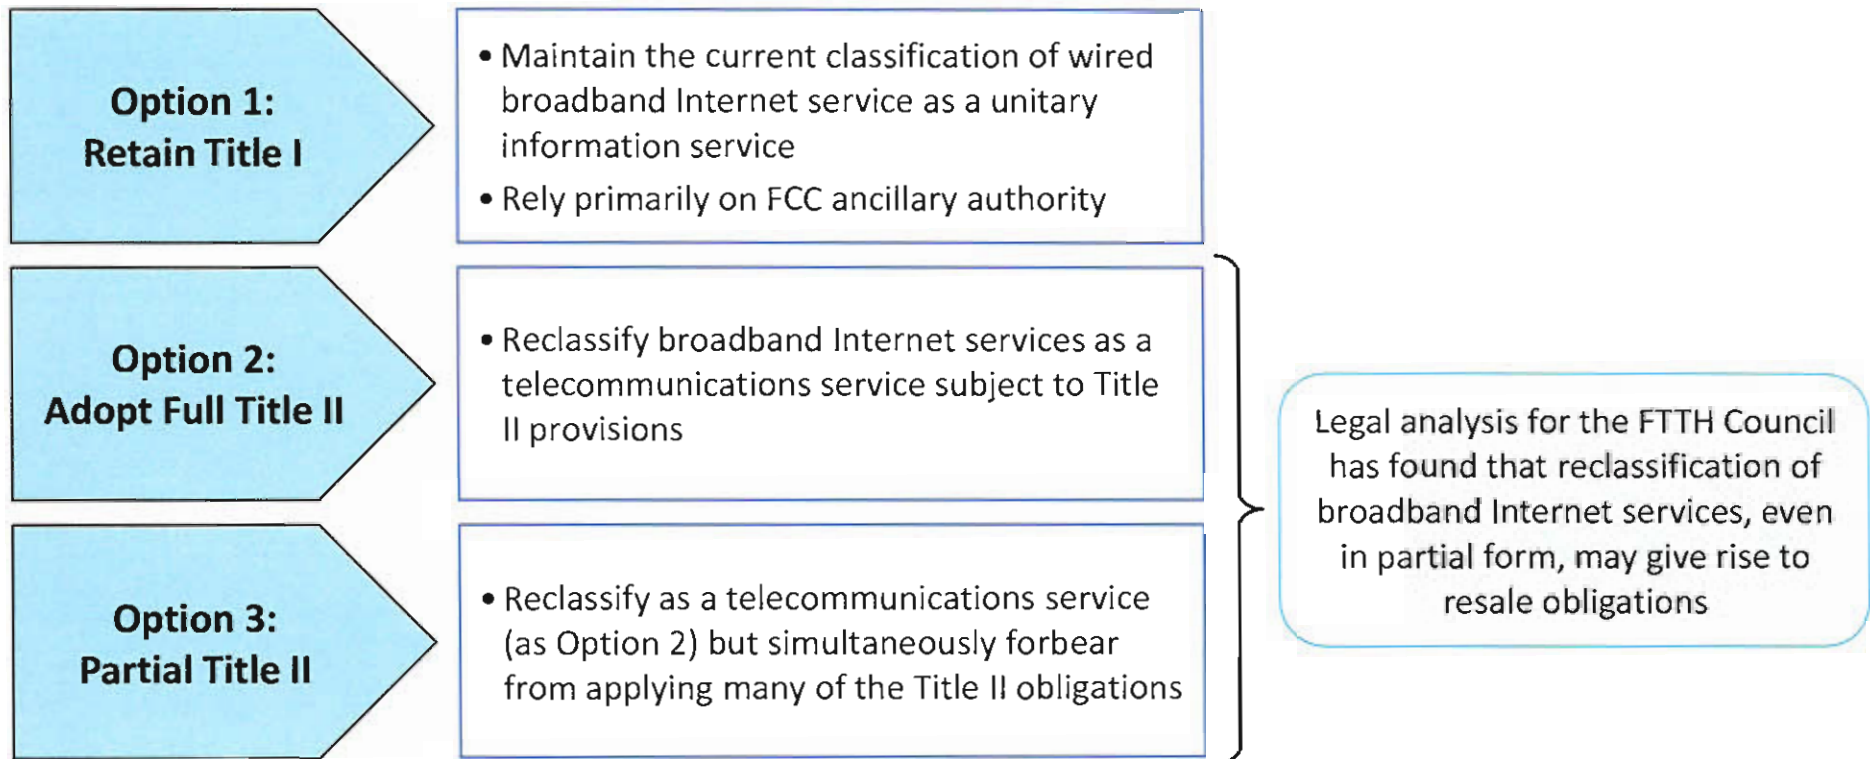 Option 1:
Retain Title I
• Maintain the current classification of wired
broadband Internet service as a unitary
information service
• Rely primarily on FCC ancillary authority
Option 2:
Adopt Full Title II
• Reclassify broadband Internet services as a
telecommunications service subject to Title
II provisions
Option 3:
Partial Title II
• Reclassify as a telecommunications service
(as Option 2) but simultaneously forbear
from applying many of the Title II obligations
Legal analysis for the FTTH Council
has found that reclassification of
broadband Internet services, even
in partial form, may give rise to
resale obligations